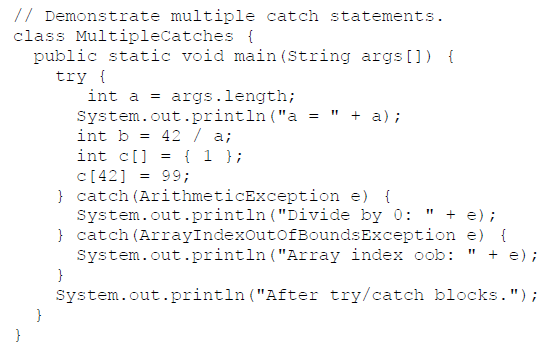 // Demonstrate multiple catch statements.
class MultipleCatches {
public static void main(String args[]) {
try {
int a = args.length;
System.out.println("a = " + a);
int b = 42 / a;
int c[] = { 1 };
c[42] = 99;
} catch(ArithmeticException e) {
System.out.println("Divide by 0: " + e);
} catch(ArrayIndexOutOfBoundsException e) {
System.out.println("Array index oob: " + e);
}
System.out.println("After try/catch blocks.");
}
}